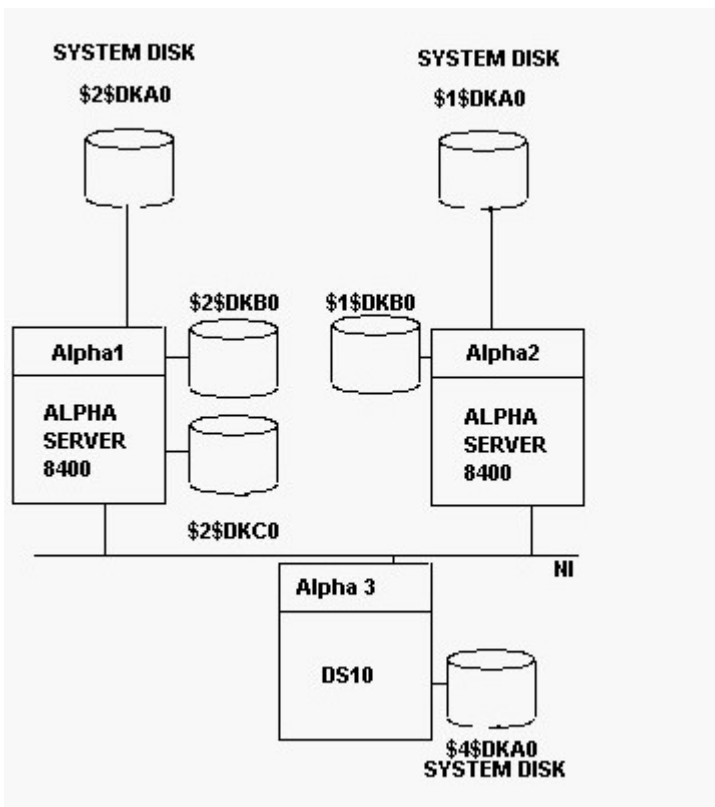 SYSTEM DISK
$2$DKA0
SYSTEM DISK
$1$DKA0
$2$DKB0
$1$DKB0
Alpha1
ALPHA
SERVER
8400
Alpha2
ALPHA
SERVER
8400
$2$DKC0
NI
Alpha 3
DS10
$4$DKA0
SYSTEM DISK